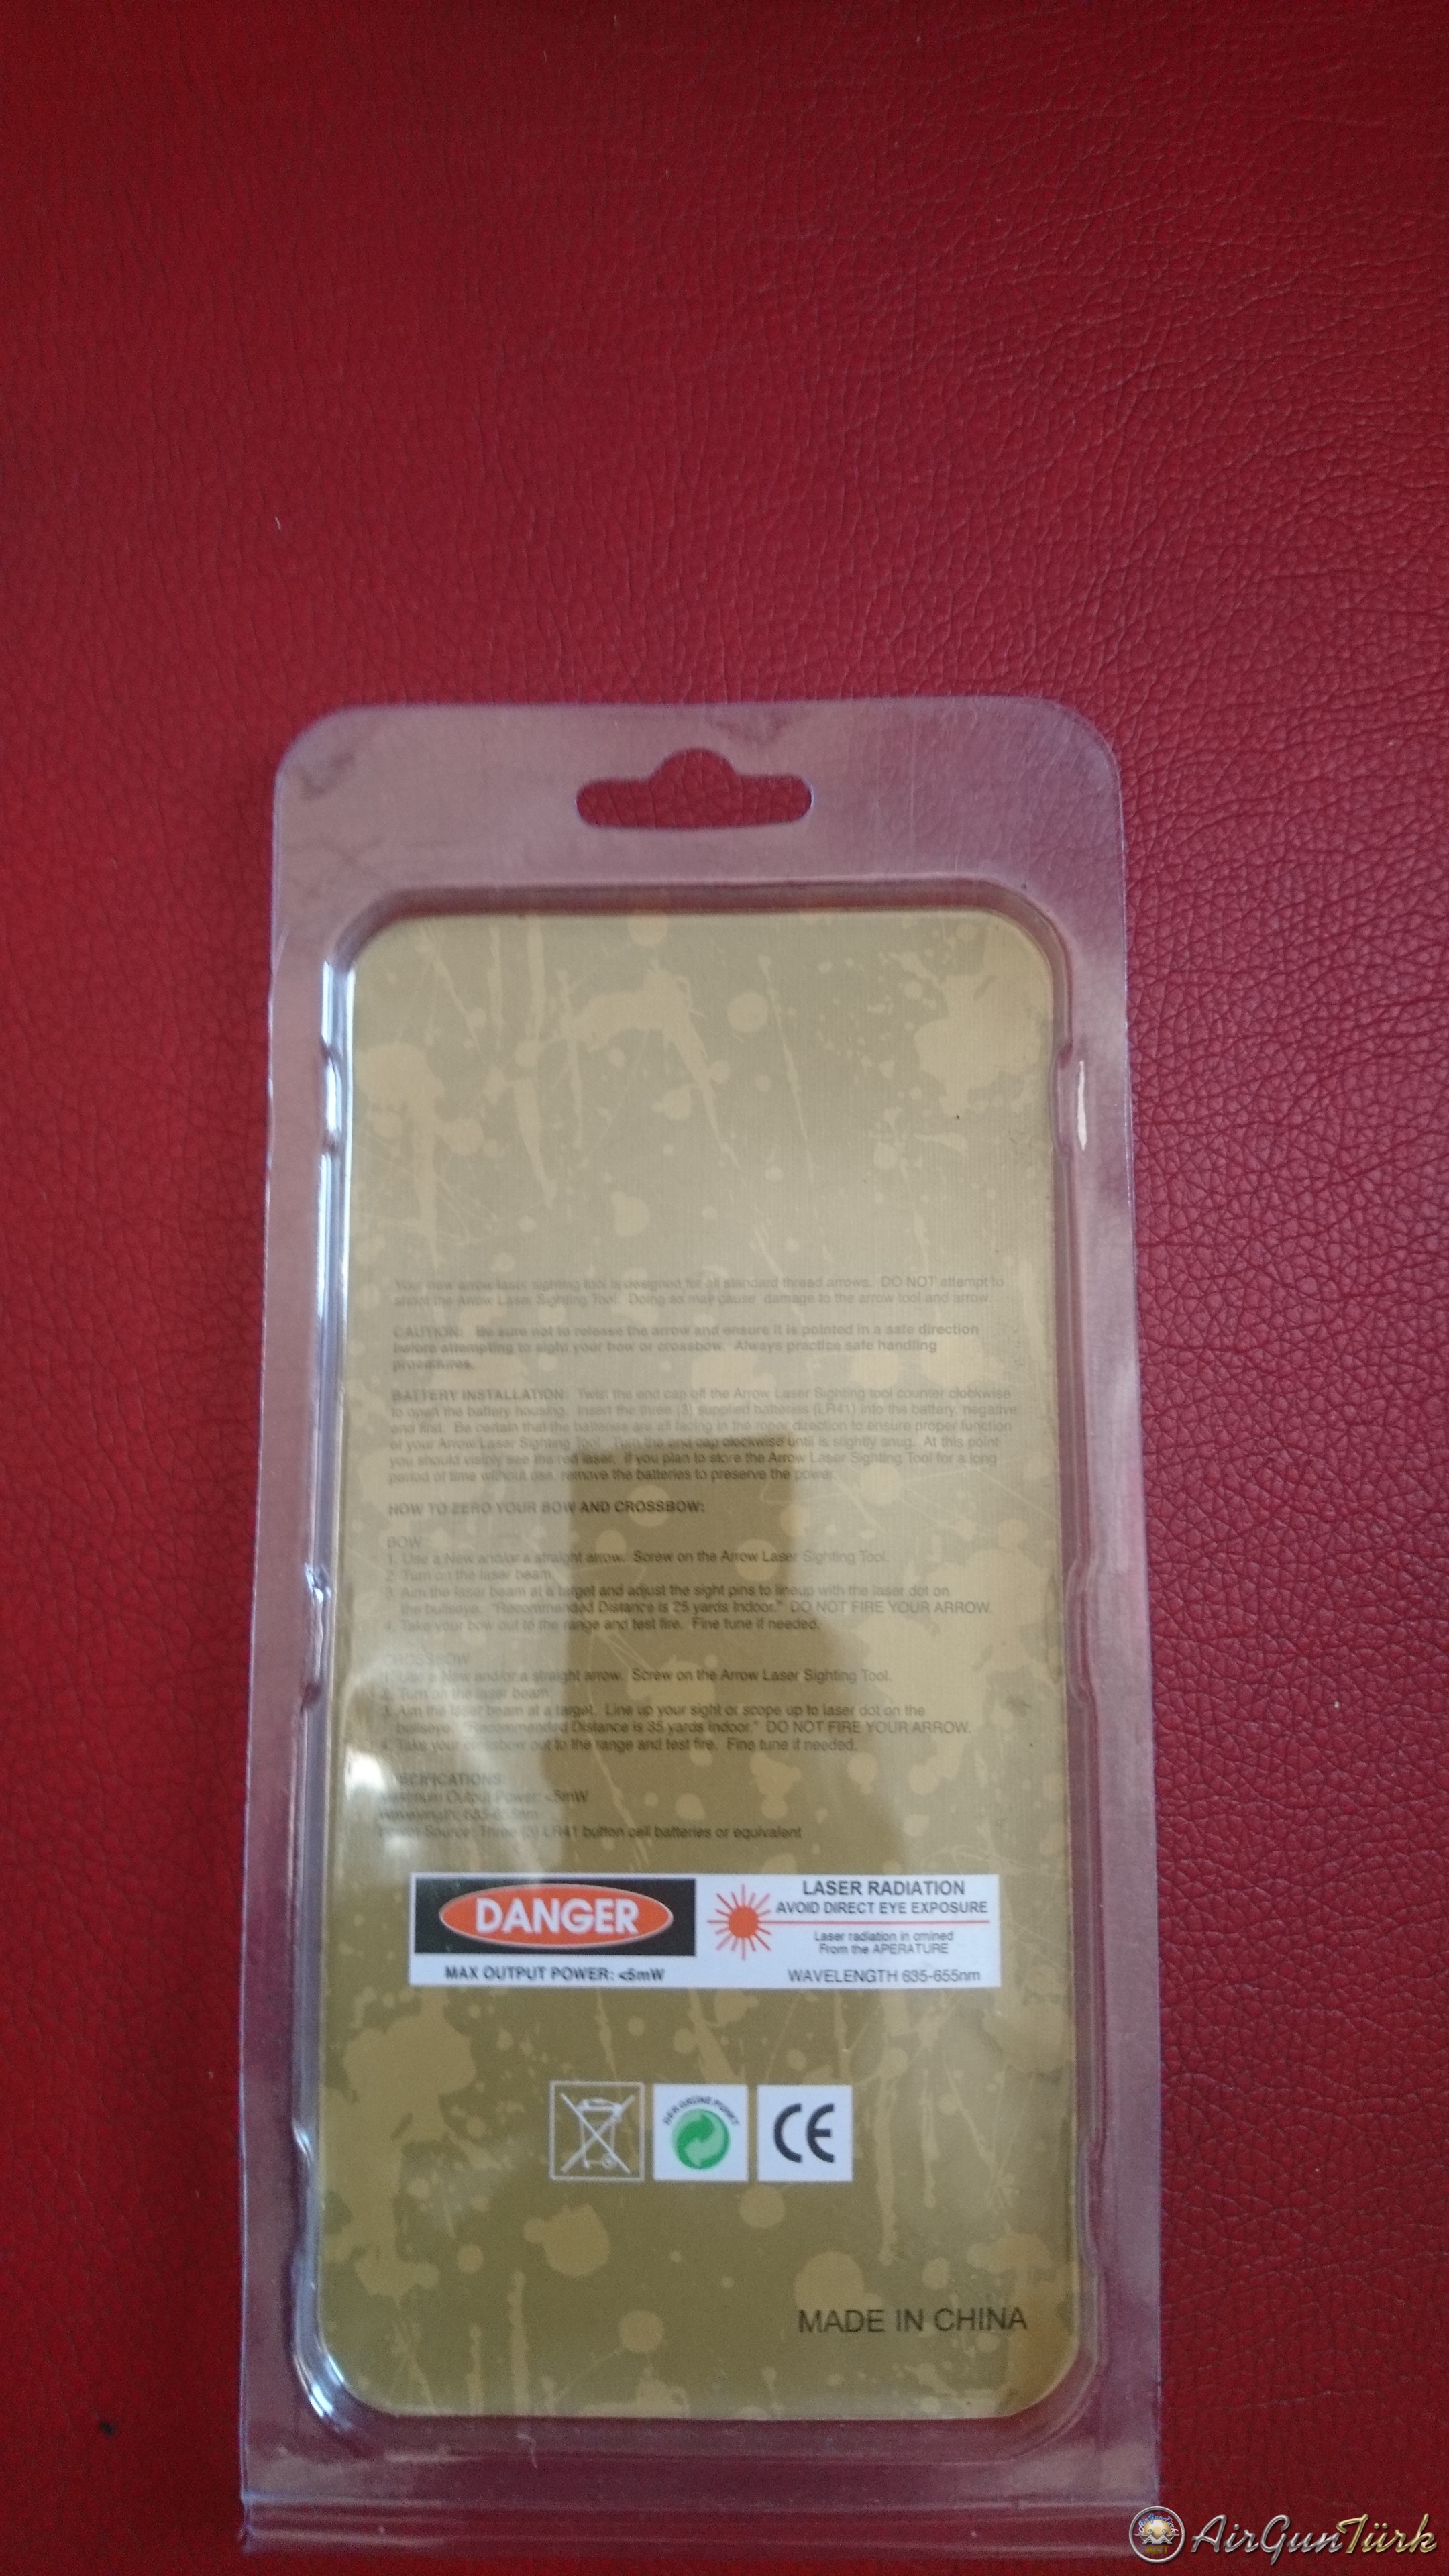 Your new arrow laser sighting tool is designed for all standard thread arrows. DO NOT attempt to
shoot the Arrow Laser Sighting Tool. Doing so may cause damage to the arrow tool and arrow.
CAUTION: Be sure not to release the arrow and ensure it is pointed in a safe direction
before attempting to sight your bow or crossbow. Always practice safe handling
procedures.
BATTERY INSTALLATION: Twist the end cap off the Arrow Laser Sighting tool counter clockwise
to open the battery housing. Insert the three (3) supplied batteries (LR41) into the battery, negative
end first. Be certain that the batteries are all facing in the roper direction to ensure proper function
of your Arrow Laser Sighting Tool. Turn the end cap clockwise until is slightly snug. At this point
you should visibly see the red laser. If you plan to store the Arrow Laser Sighting Tool for a long
period of time without use, remove the batteries to preserve the power.
HOW TO ZERO YOUR BOW AND CROSSBOW:
BOW
1. Use a New and/or a straight arrow. Screw on the Arrow Laser Sighting Tool.
2. Turn on the laser beam.
3. Aim the laser beam at a target and adjust the sight pins to lineup with the laser dot on
the bullseye. "Recommended Distance is 25 yards Indoor." DO NOT FIRE YOUR ARROW.
4. Take your bow out to the range and test fire. Fine tune if needed.
CROSSBOW
1. Use a New and/or a straight arrow. Screw on the Arrow Laser Sighting Tool.
2. Turn on the laser beam.
3. Aim the laser beam at a target. Line up your sight or scope up to laser dot on the
bullseye. "Recommended Distance is 35 yards Indoor." DO NOT FIRE YOUR ARROW.
4. Take your crossbow out to the range and test fire. Fine tune if needed.
SPECIFICATIONS:
Maximum Output Power: <5mW
Wavelength: 635-655nm
Power Source: Three (3) LR41 button cell batteries or equivalent
DANGER
LASER RADIATION
AVOID DIRECT EYE EXPOSURE
Laser radiation in cmined
From the APERATURE
MAX OUTPUT POWER: <5mW
WAVELENGTH 635-655nm
DER GRÜNE PUNKT
CE
MADE IN CHINA
AirGunTürk